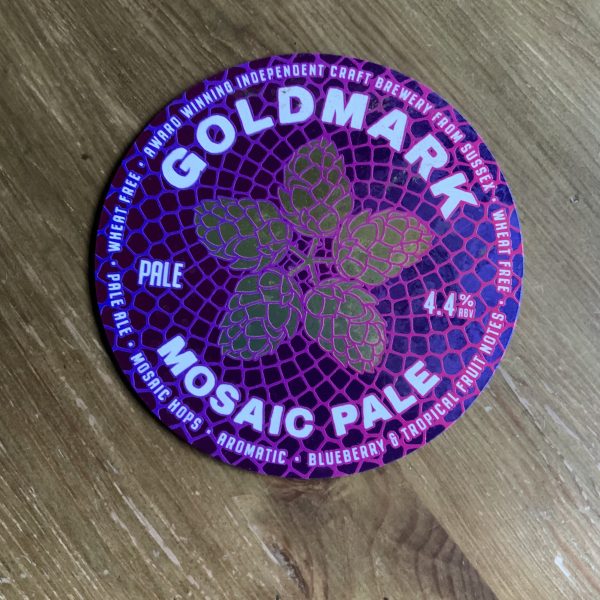 AWARD WINNING INDEPENDENT CRAFT BREWERY FROM SUSSEX • WHEAT FREE •
GOLDMARK
PALE
4.4% ABV
MOSAIC PALE
WHEAT FREE • PALE ALE • MOSAIC HOPS • AROMATIC • BLUEBERRY & TROPICAL FRUIT NOTES •